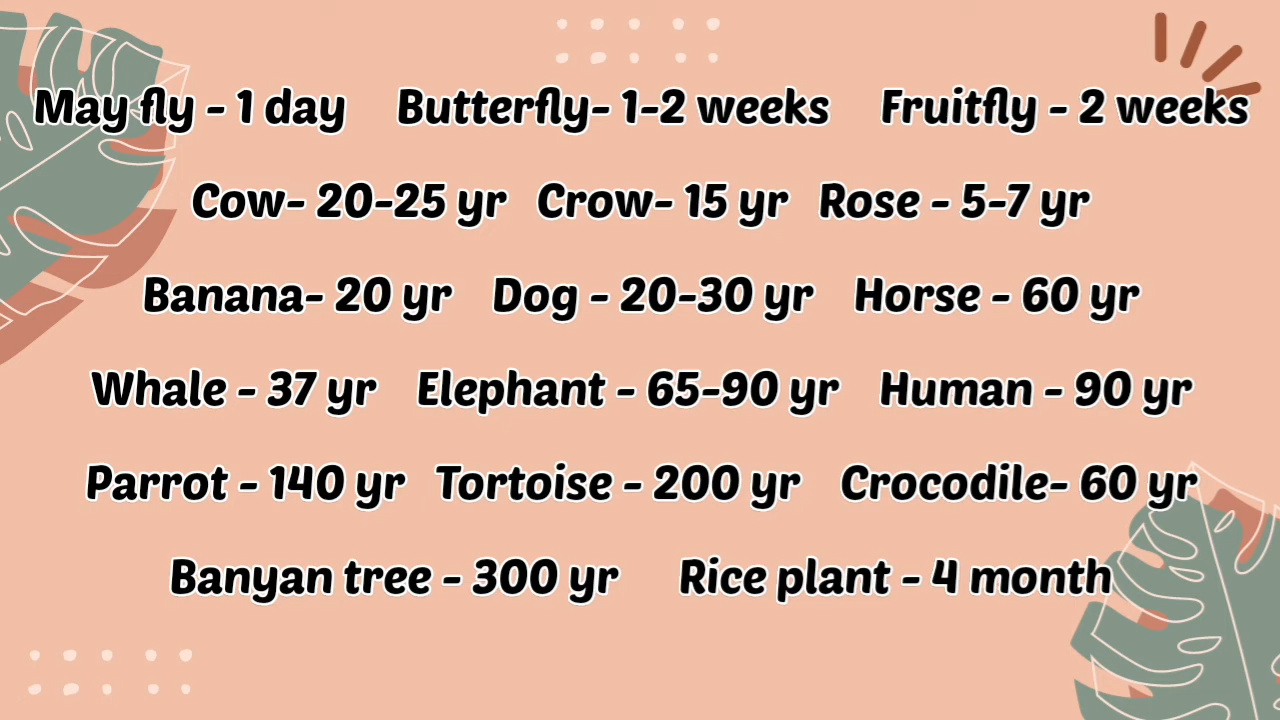 May fly - 1 day Butterfly- 1-2 weeks Fruitfly - 2 weeks
Cow- 20-25 yr Crow- 15 yr Rose - 5-7 yr
Banana- 20 yr Dog - 20-30 yr Horse - 60 yr
Whale - 37 yr Elephant - 65-90 yr Human - 90 yr
Parrot - 140 yr Tortoise - 200 yr Crocodile- 60 yr
Banyan tree - 300 yr Rice plant - 4 month